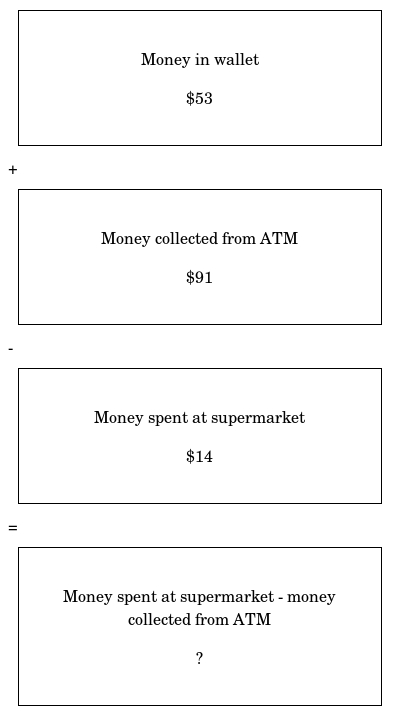 Money in wallet
$53
+
Money collected from ATM
$91
-
Money spent at supermarket
$14
=
Money spent at supermarket - money
collected from ATM
?